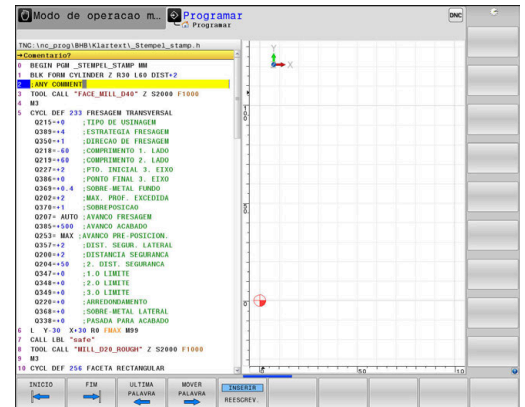 Modo de operacao m...
Programar
Programar
DNC
TNC:\nc_prog\BHB\Klartext\_Stempel_stamp.h
→Comentario?
0 BEGIN PGM _STEMPEL_STAMP MM
1 BLK FORM CYLINDER Z R30 L60 DIST+2
2 ;ANY COMMENT
3 TOOL CALL "FACE_MILL_D40" Z S2000 F1000
4 M3
5 CYCL DEF 233 FRESAGEM TRANSVERSAL
Q215=+0 ;TIPO DE USINAGEM
Q389=+4 ;ESTRATEGIA FRESAGEM
Q350=+1 ;DIRECAO DE FRESAGEM
Q218=-60 ;COMPRIMENTO 1. LADO
Q219=+60 ;COMPRIMENTO 2. LADO
Q227=+2 ;PTO. INICIAL 3. EIXO
Q386=+0 ;PONTO FINAL 3. EIXO
Q369=+0.4 ;SOBRE-METAL FUNDO
Q202=+2 ;MAX. PROF. EXCEDIDA
Q370=+1 ;SOBREPOSICAO
Q207= AUTO ;AVANCO FRESAGEM
Q385=+500 ;AVANCO ACABADO
Q253= MAX ;AVANCO PRE-POSICION.
Q357=+2 ;DIST. SEGUR. LATERAL
Q200=+2 ;DISTANCIA SEGURANCA
Q204=+50 ;2. DIST. SEGURANCA
Q347=+0 ;1.O LIMITE
Q348=+0 ;2.O LIMITE
Q349=+0 ;3.O LIMITE
Q220=+0 ;ARREDONDAMENTO
Q368=+0 ;SOBRE-METAL LATERAL
Q338=+0 ;PASADA PARA ACABADO
6 L Y-30 X+30 R0 FMAX M99
7 CALL LBL "safe"
8 TOOL CALL "MILL_D20_ROUGH" Z S2000 F1000
9 M3
10 CYCL DEF 256 FACETA RECTANGULAR
Y
X
100
50
0
0
50
100
INICIO
FIM
ULTIMA
PALAVRA
MOVER
PALAVRA
INSERIR
REESCREV.